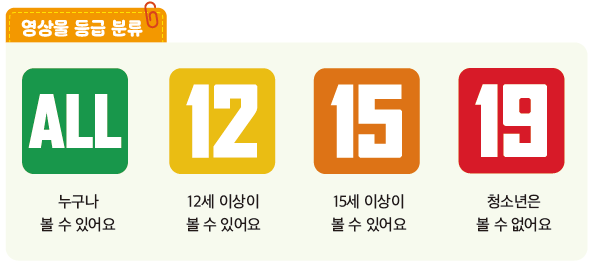 영상물 등급 분류
ALL
12
15
19
누구나
볼 수 있어요
12세 이상이
볼 수 있어요
15세 이상이
볼 수 있어요
청소년은
볼 수 없어요